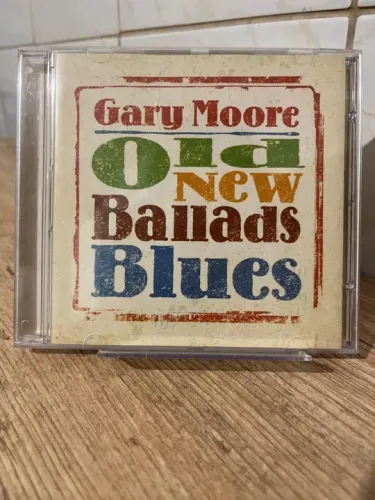 Gary Moore
Old
New
Ballads
Blues